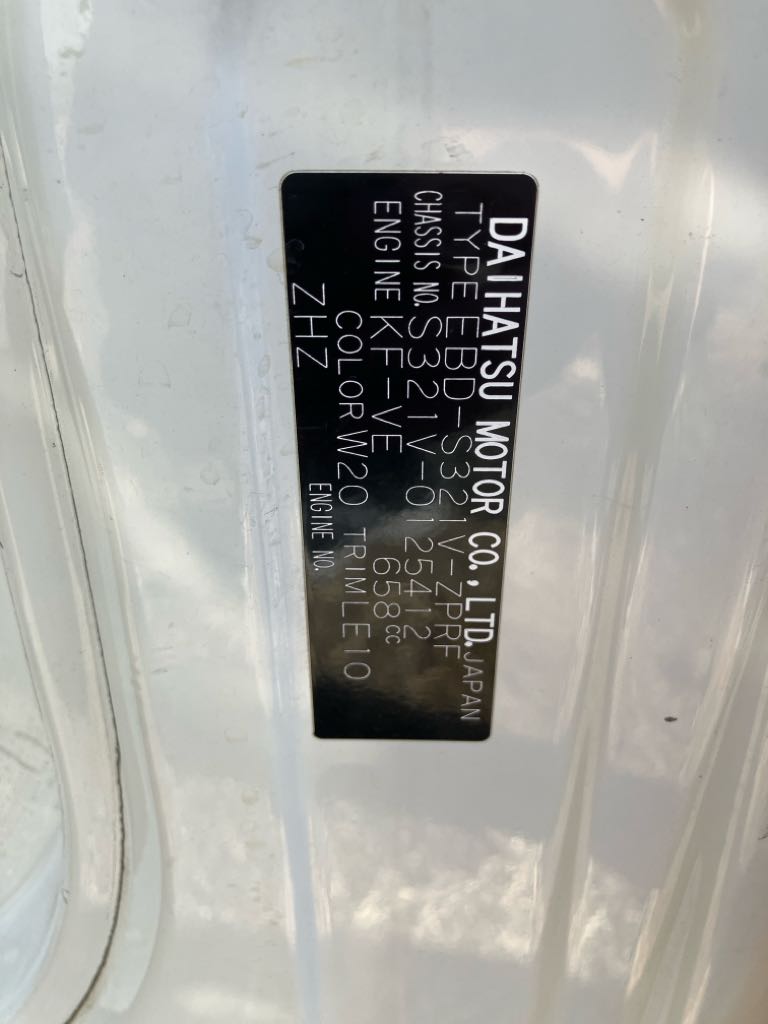 DAIHATSU MOTOR CO., LTD. JAPAN
TYPE EBD-S321V-ZPRF
CHASSIS NO. S321V-0125412
ENGINE KF-VE 658cc
COLOR W20 TRIM LE10
ZHZ ENGINE NO.